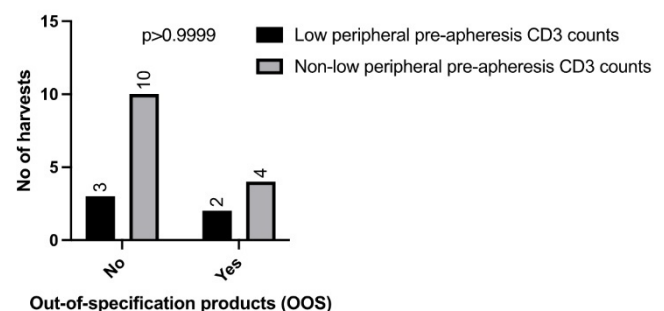 15
p>0.9999
Low peripheral pre-apheresis CD3 counts
Non-low peripheral pre-apheresis CD3 counts
10
10
No of harvests
5
3
2
4
0
No
Yes
Out-of-specification products (OOS)